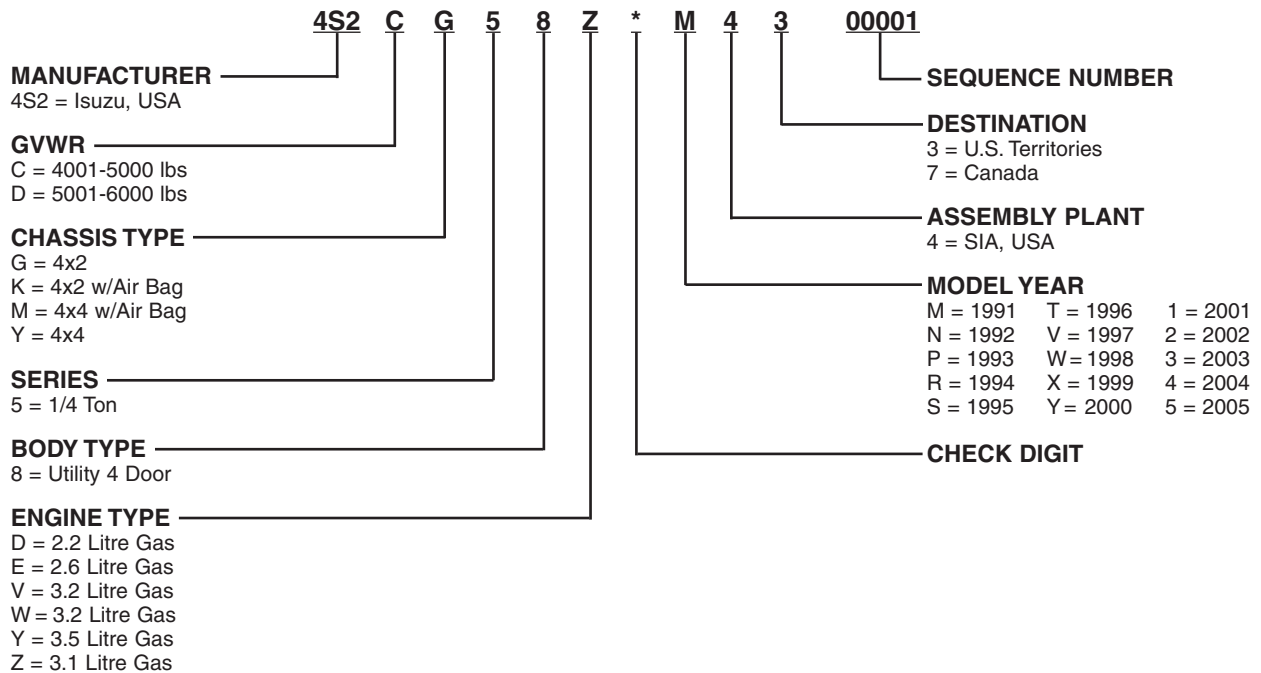 4S2 C G 5 8 Z * M 4 3 00001
MANUFACTURER
4S2 = Isuzu, USA
GVWR
C = 4001-5000 lbs
D = 5001-6000 lbs
CHASSIS TYPE
G = 4x2
K = 4x2 w/Air Bag
M = 4x4 w/Air Bag
Y = 4x4
SERIES
5 = 1/4 Ton
BODY TYPE
8 = Utility 4 Door
ENGINE TYPE
D = 2.2 Litre Gas
E = 2.6 Litre Gas
V = 3.2 Litre Gas
W = 3.2 Litre Gas
Y = 3.5 Litre Gas
Z = 3.1 Litre Gas
SEQUENCE NUMBER
DESTINATION
3 = U.S. Territories
7 = Canada
ASSEMBLY PLANT
4 = SIA, USA
MODEL YEAR
M = 1991 T = 1996 1 = 2001
N = 1992 V = 1997 2 = 2002
P = 1993 W = 1998 3 = 2003
R = 1994 X = 1999 4 = 2004
S = 1995 Y = 2000 5 = 2005
CHECK DIGIT